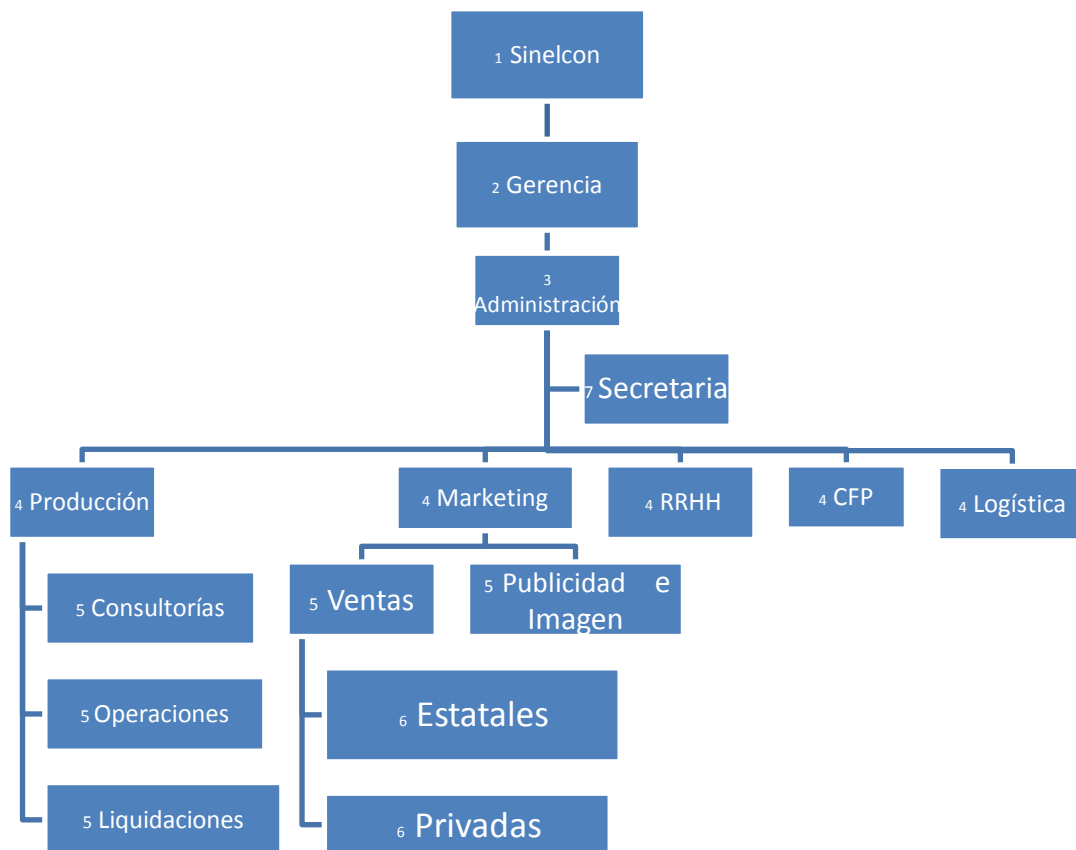 1 Sinelcon
2 Gerencia
3
Administración
7 Secretaria
4 Producción
4 Marketing
4 RRHH
4 CFP
4 Logística
5 Consultorías
5 Ventas
5 Publicidad e
Imagen
5 Operaciones
6 Estatales
5 Liquidaciones
6 Privadas